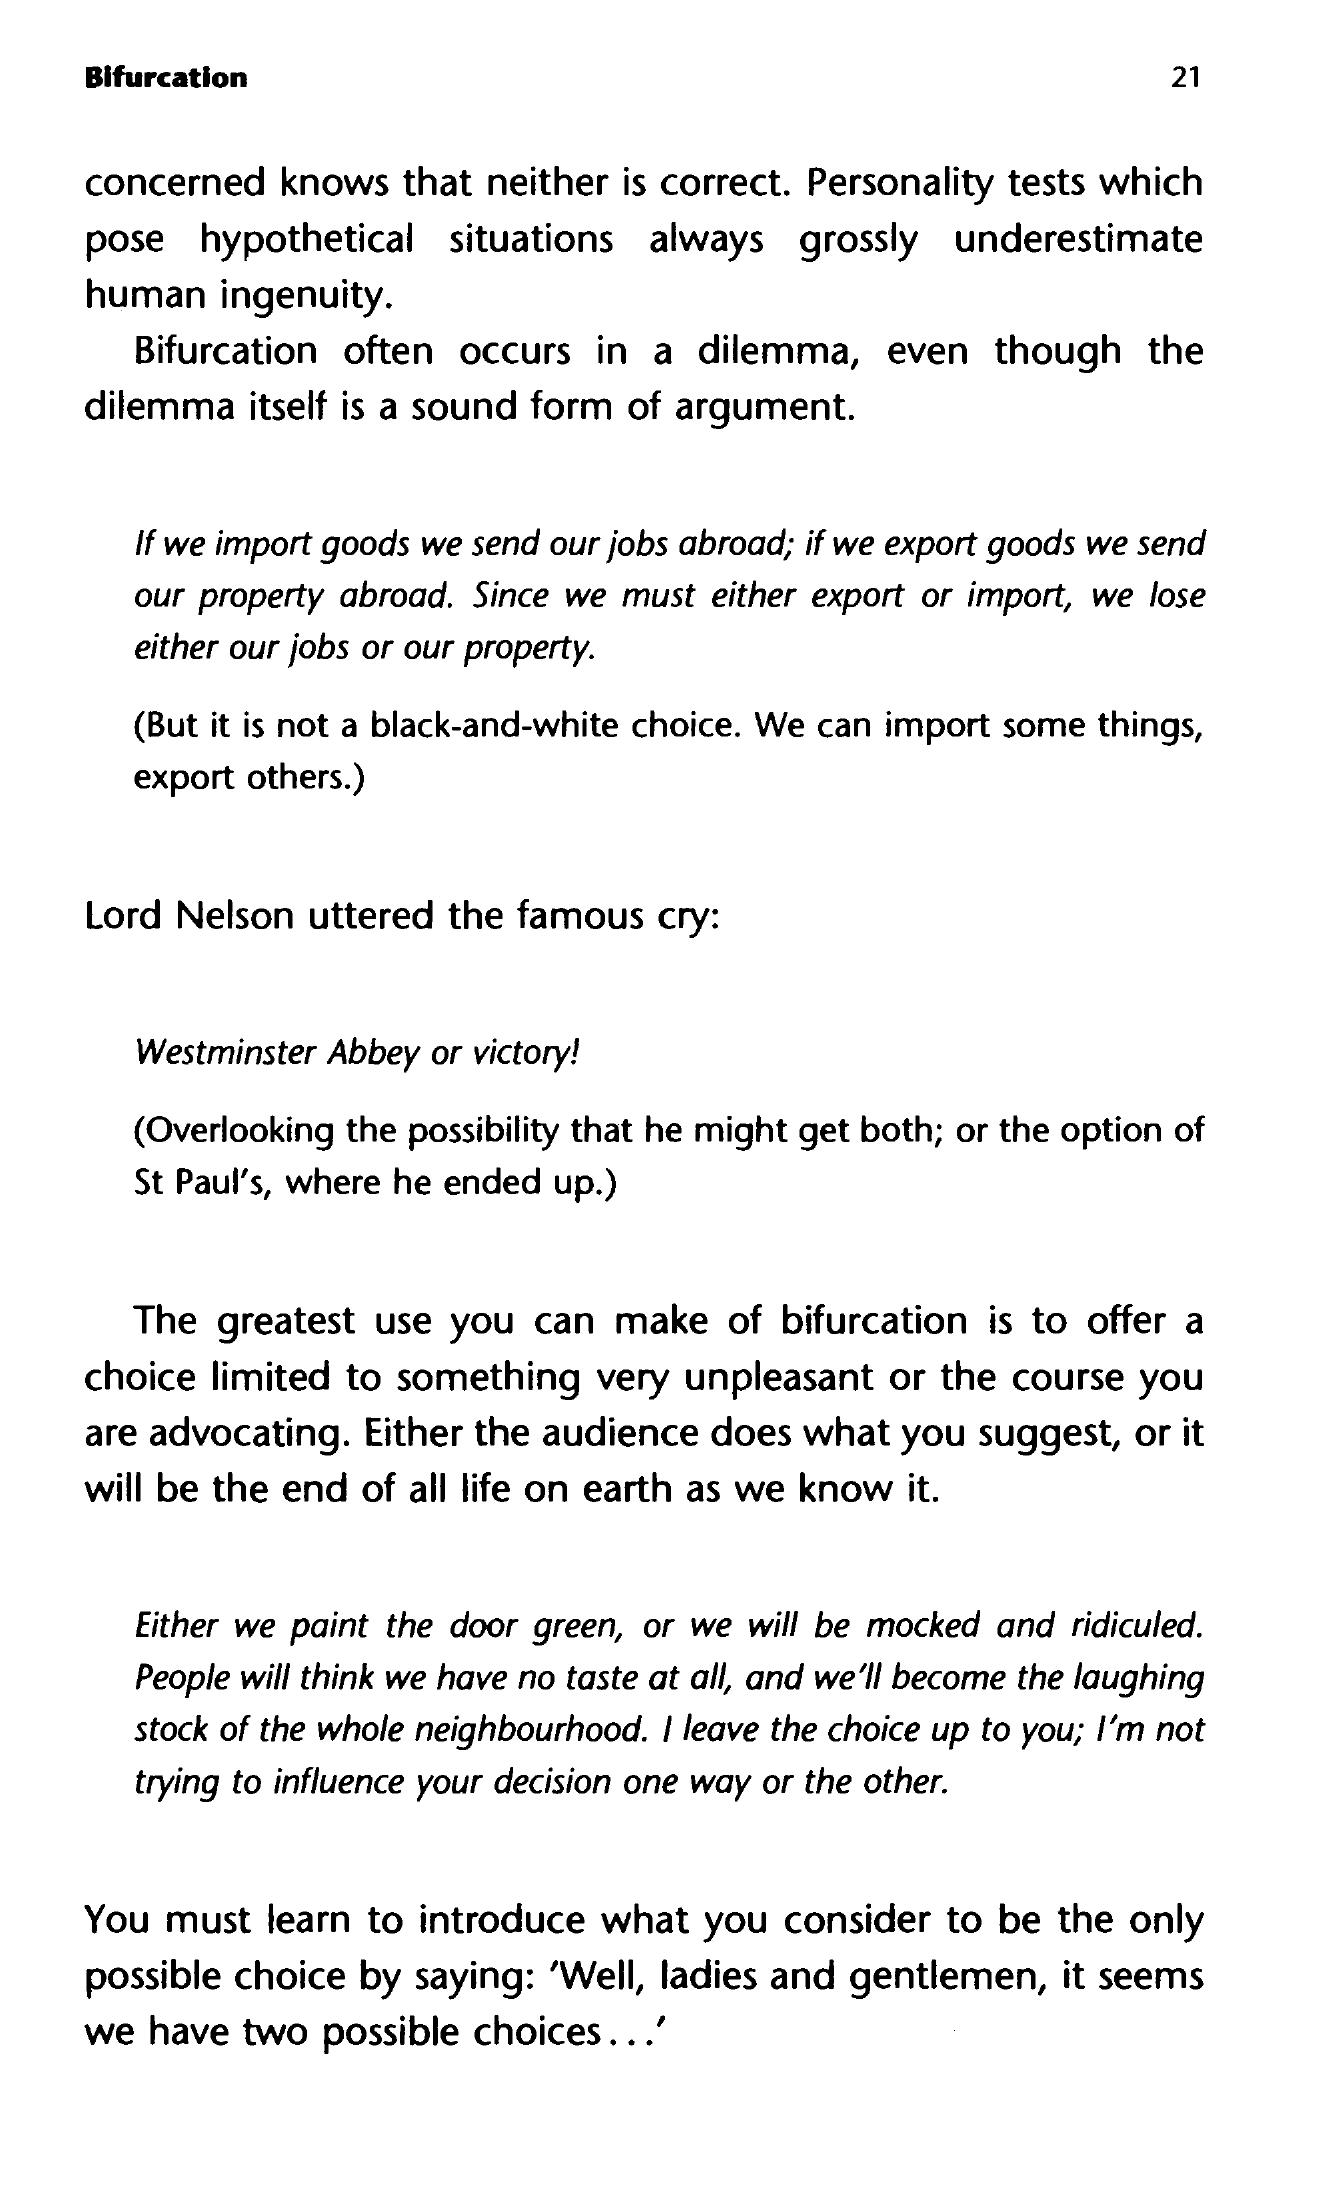 Bifurcation 21
concerned knows that neither is correct. Personality tests which
pose hypothetical situations always grossly underestimate
human ingenuity.
Bifurcation often occurs in a dilemma, even though the
dilemma itself is a sound form of argument.
If we import goods we send our jobs abroad; if we export goods we send
our property abroad. Since we must either export or import, we lose
either our jobs or our property.
(But it is not a black-and-white choice. We can import some things,
export others.)
Lord Nelson uttered the famous cry:
Westminster Abbey or victory!
(Overlooking the possibility that he might get both; or the option of
St Paul's, where he ended up.)
The greatest use you can make of bifurcation is to offer a
choice limited to something very unpleasant or the course you
are advocating. Either the audience does what you suggest, or it
will be the end of all life on earth as we know it.
Either we paint the door green, or we will be mocked and ridiculed.
People will think we have no taste at all, and we'll become the laughing
stock of the whole neighbourhood. I leave the choice up to you; I'm not
trying to influence your decision one way or the other.
You must learn to introduce what you consider to be the only
possible choice by saying: 'Well, ladies and gentlemen, it seems
we have two possible choices...'